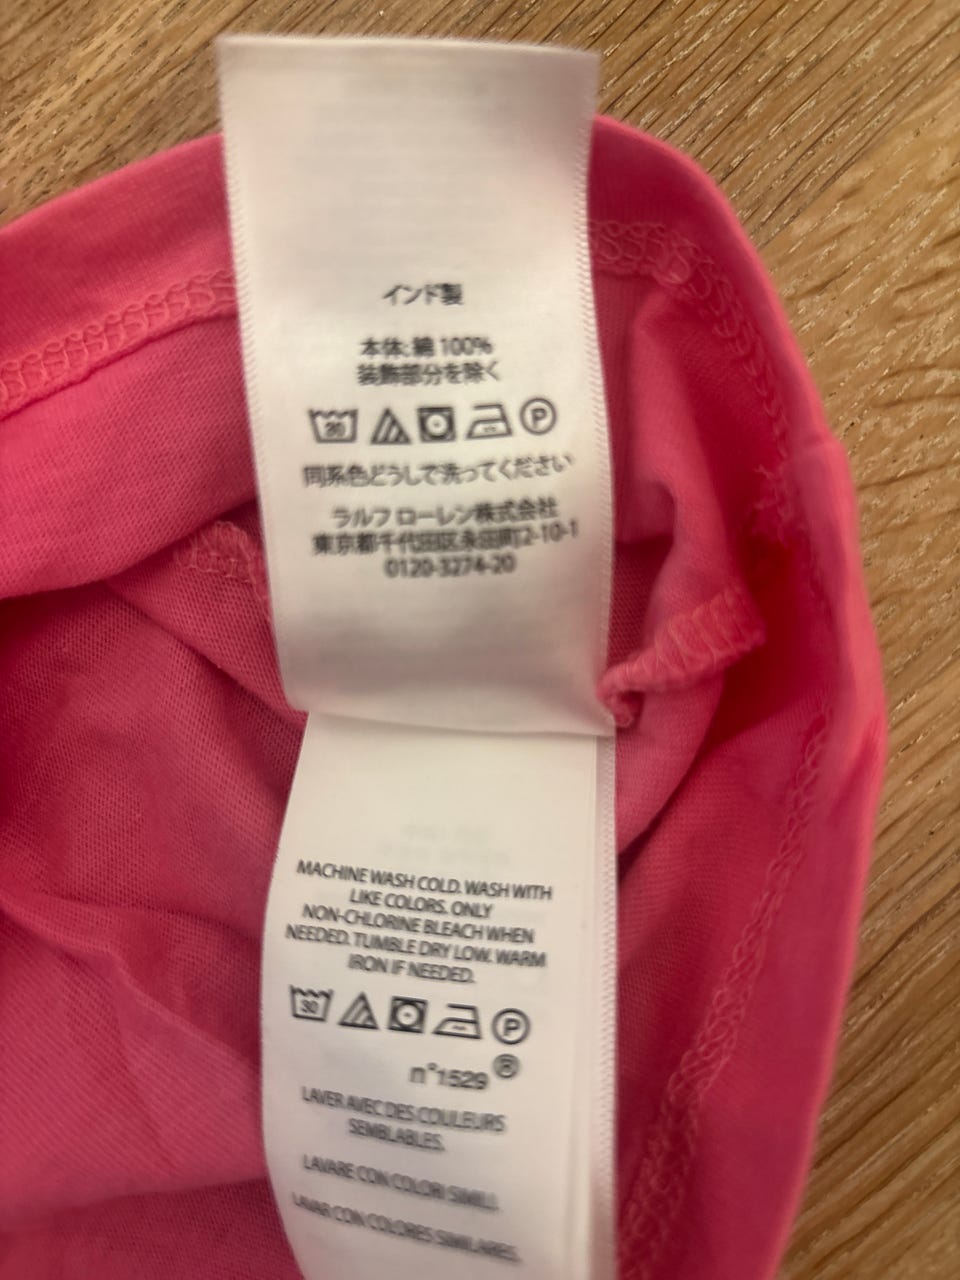 インド製
本体: 綿 100%
装飾部分を除く
30
P
同系色どうしで洗ってください
ラルフ ローレン株式会社
東京都千代田区永田町2-10-1
0120-3274-20
MACHINE WASH COLD. WASH WITH
LIKE COLORS. ONLY
NON-CHLORINE BLEACH WHEN
NEEDED. TUMBLE DRY LOW. WARM
IRON IF NEEDED.
30
P
n°1529 ®
LAVER AVEC DES COULEURS
SEMBLABLES.
LAVARE CON COLORI SIMILI.
LAVAR CON COLORES SIMILARES.